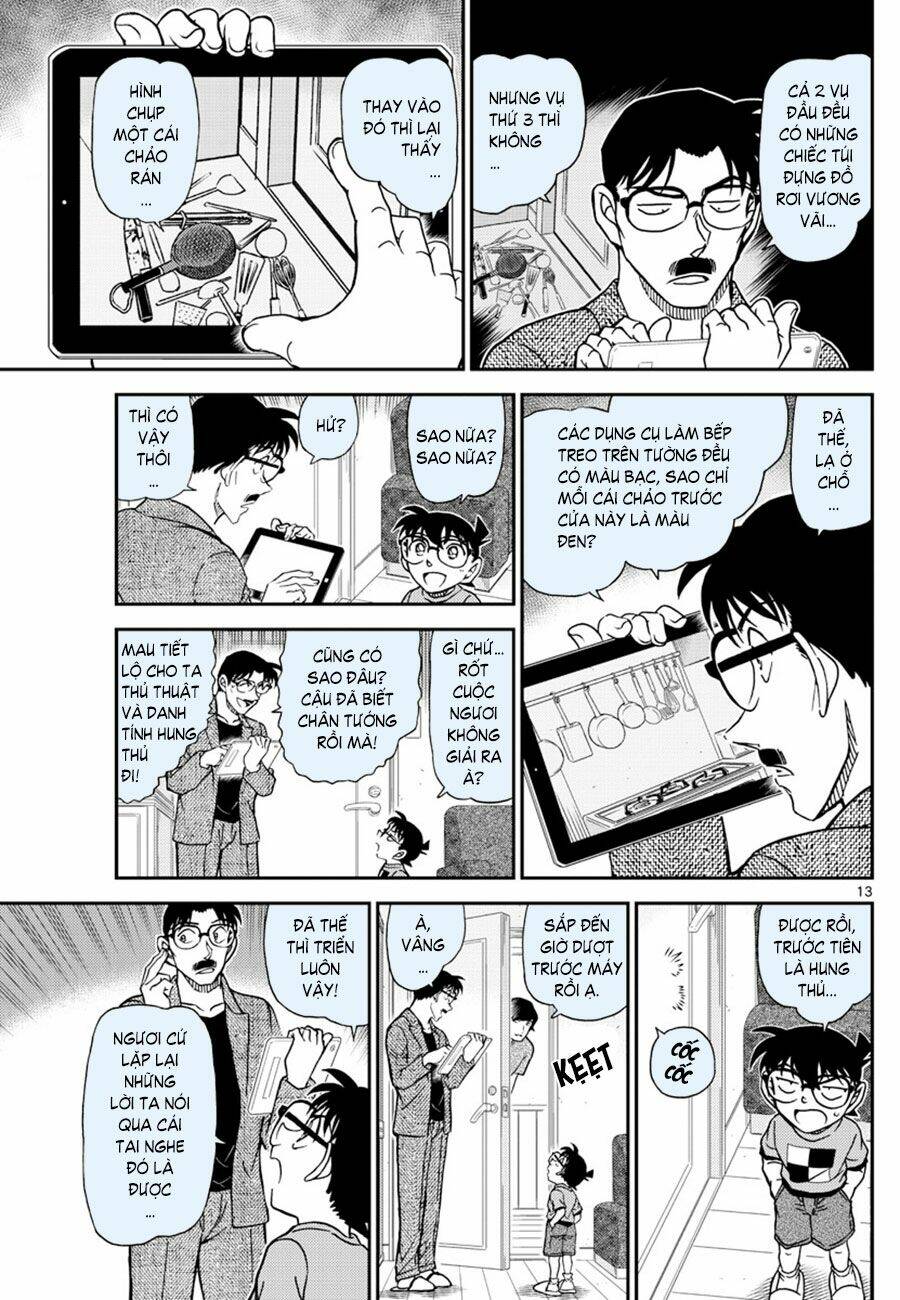 CẢ 2 VỤ
ĐẦU ĐỀU
CÓ NHỮNG
CHIẾC TÚI
ĐỰNG ĐỒ
RƠI VƯƠNG
VÃI...
NHƯNG VỤ
THỨ 3 THÌ
KHÔNG
...
THAY VÀO
ĐÓ THÌ LẠI
THẤY
...
HÌNH
CHỤP
MỘT CÁI
CHẢO
RÁN
...
ĐÃ
THẾ,
LẠ Ở
CHỖ
...
CÁC DỤNG CỤ LÀM BẾP
TREO TRÊN TƯỜNG ĐỀU
CÓ MÀU BẠC, SAO CHỈ
MỖI CÁI CHẢO TRƯỚC
CỬA NÀY LÀ MÀU
ĐEN?
SAO NỮA?
SAO NỮA?
HỬ?
THÌ CÓ
VẬY
THÔI
...
GÌ CHỨ...
RỐT
CUỘC
NGƯƠI
KHÔNG
GIẢI RA
À?
CŨNG CÓ
SAO ĐÂU?
CẬU ĐÃ BIẾT
CHÂN TƯỚNG
RỒI MÀ!
MAU TIẾT
LỘ CHO TA
THỦ THUẬT
VÀ DANH
TÍNH HUNG
THỦ
ĐI!
13
ĐƯỢC RỒI,
TRƯỚC TIÊN
LÀ HUNG
THỦ...
CỐC
CỐC
SẮP ĐẾN
GIỜ DƯỢT
TRƯỚC MÁY
RỒI Ạ.
KẸẸT
À,
VÂNG
...
ĐÃ THẾ
THÌ TRIỂN
LUÔN
VẬY!
NGƯƠI CỨ
LẶP LẠI
NHỮNG
LỜI TA NÓI
QUA CÁI
TAI NGHE
ĐÓ LÀ
ĐƯỢC
...